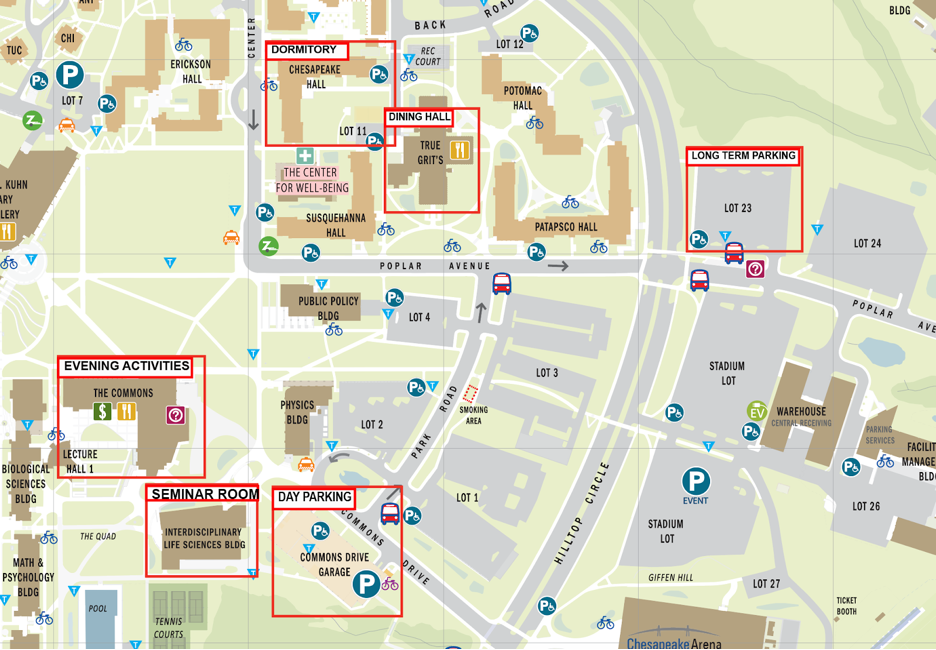 ANT
CHI
TUC
P
LOT 7
ERICKSON
HALL
CENTER
BACK ROAD
LOT 12
REC
COURT
BLDG
DORMITORY
CHESAPEAKE
HALL
LOT 11
DINING HALL
TRUE
GRIT'S
POTOMAC
HALL
THE CENTER
FOR WELL-BEING
SUSQUEHANNA
HALL
PATAPSCO HALL
LONG TERM PARKING
LOT 23
LOT 24
KUHN
POPLAR AVENUE
POPLAR
PUBLIC POLICY
BLDG
LOT 4
LOT 3
STADIUM
LOT
EVENING ACTIVITIES
THE COMMONS
$
?
LECTURE
HALL 1
PHYSICS
BLDG
LOT 2
PARK ROAD
SMOKING
AREA
EV
WAREHOUSE
CENTRAL RECEIVING
PARKING
SERVICES
BIOLOGICAL
SCIENCES
BLDG
SEMINAR ROOM
INTERDISCIPLINARY
LIFE SCIENCES BLDG
DAY PARKING
COMMONS DRIVE
GARAGE
P
COMMONS DRIVE
LOT 1
HILLTOP CIRCLE
P
EVENT
STADIUM
LOT
LOT 26
THE QUAD
MATH &
PSYCHOLOGY
BLDG
POOL
TENNIS
COURTS
GIFFEN HILL
LOT 27
TICKET
BOOTH
Chesapeake Arena